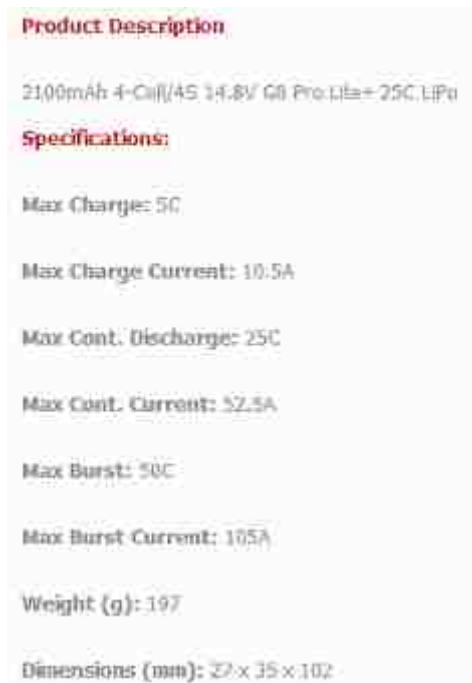 Product Description
2100mAh 4-Cell/4S 14.8V G8 Pro Lite+ 25C LiPo
Specifications:
Max Charge: 5C
Max Charge Current: 10.5A
Max Cont. Discharge: 25C
Max Cont. Current: 52.5A
Max Burst: 50C
Max Burst Current: 105A
Weight (g): 197
Dimensions (mm): 27 x 35 x 102